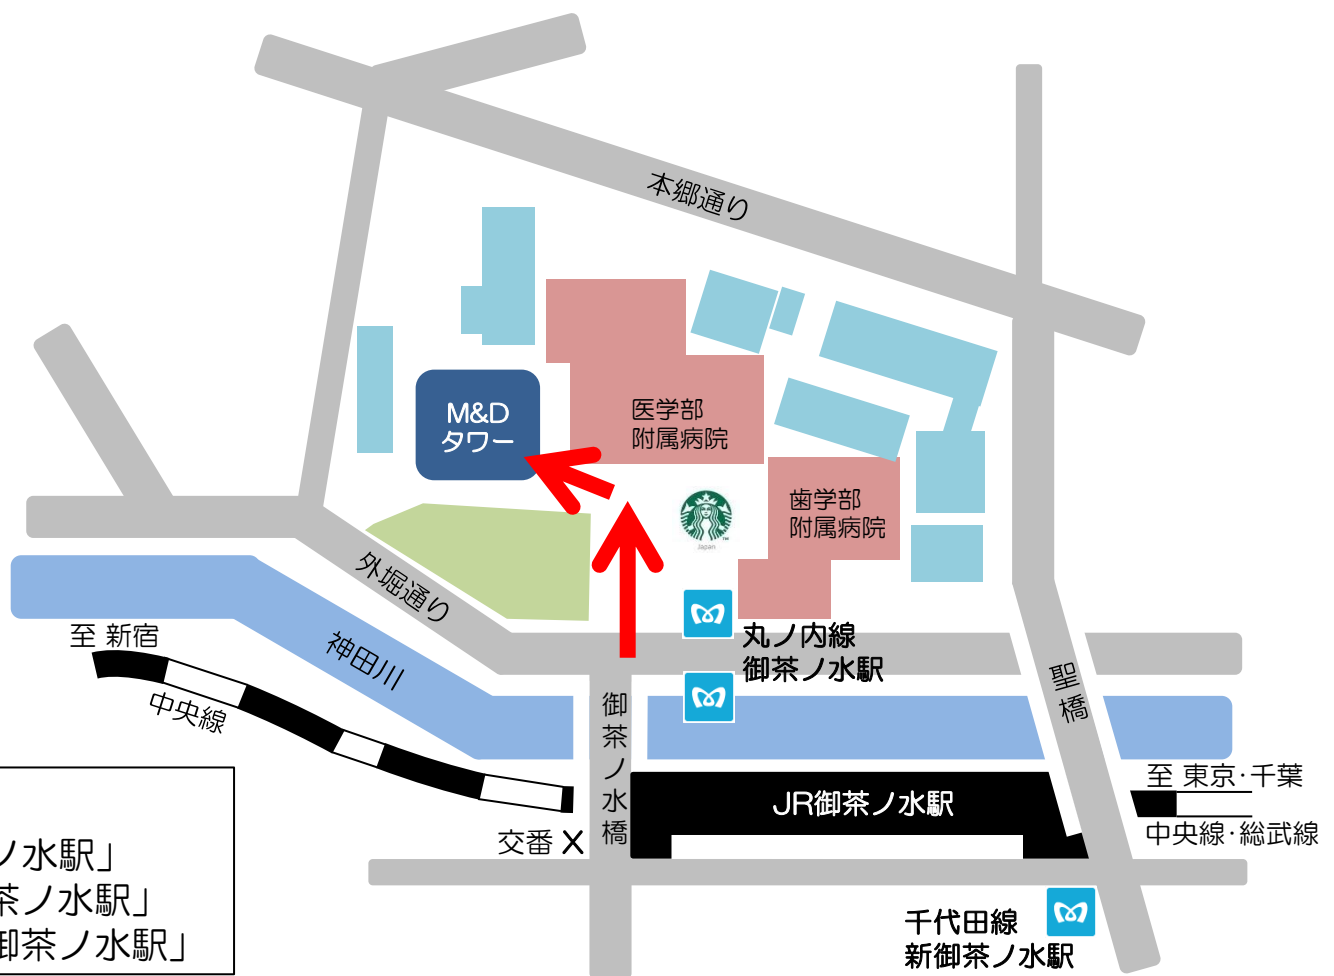 本郷通り
M&D
タワー
医学部
附属病院
歯学部
附属病院
Japan
外堀通り
丸ノ内線
御茶ノ水駅
至 新宿
神田川
中央線
御茶ノ水橋
聖橋
JR御茶ノ水駅
至 東京・千葉
中央線・総武線
交番 X
千代田線
新御茶ノ水駅
ノ水駅」
茶ノ水駅」
御茶ノ水駅」